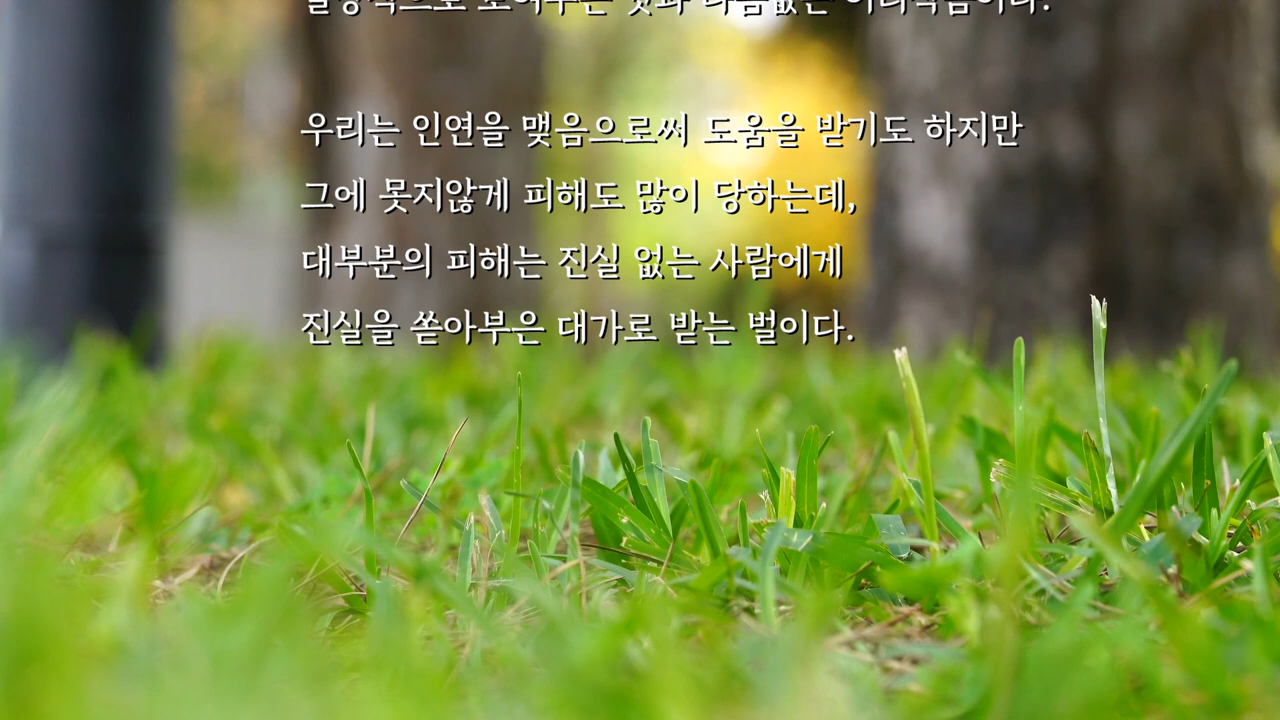 우리는 인연을 맺음으로써 도움을 받기도 하지만
그에 못지않게 피해도 많이 당하는데,
대부분의 피해는 진실 없는 사람에게
진실을 쏟아부은 대가로 받는 벌이다.